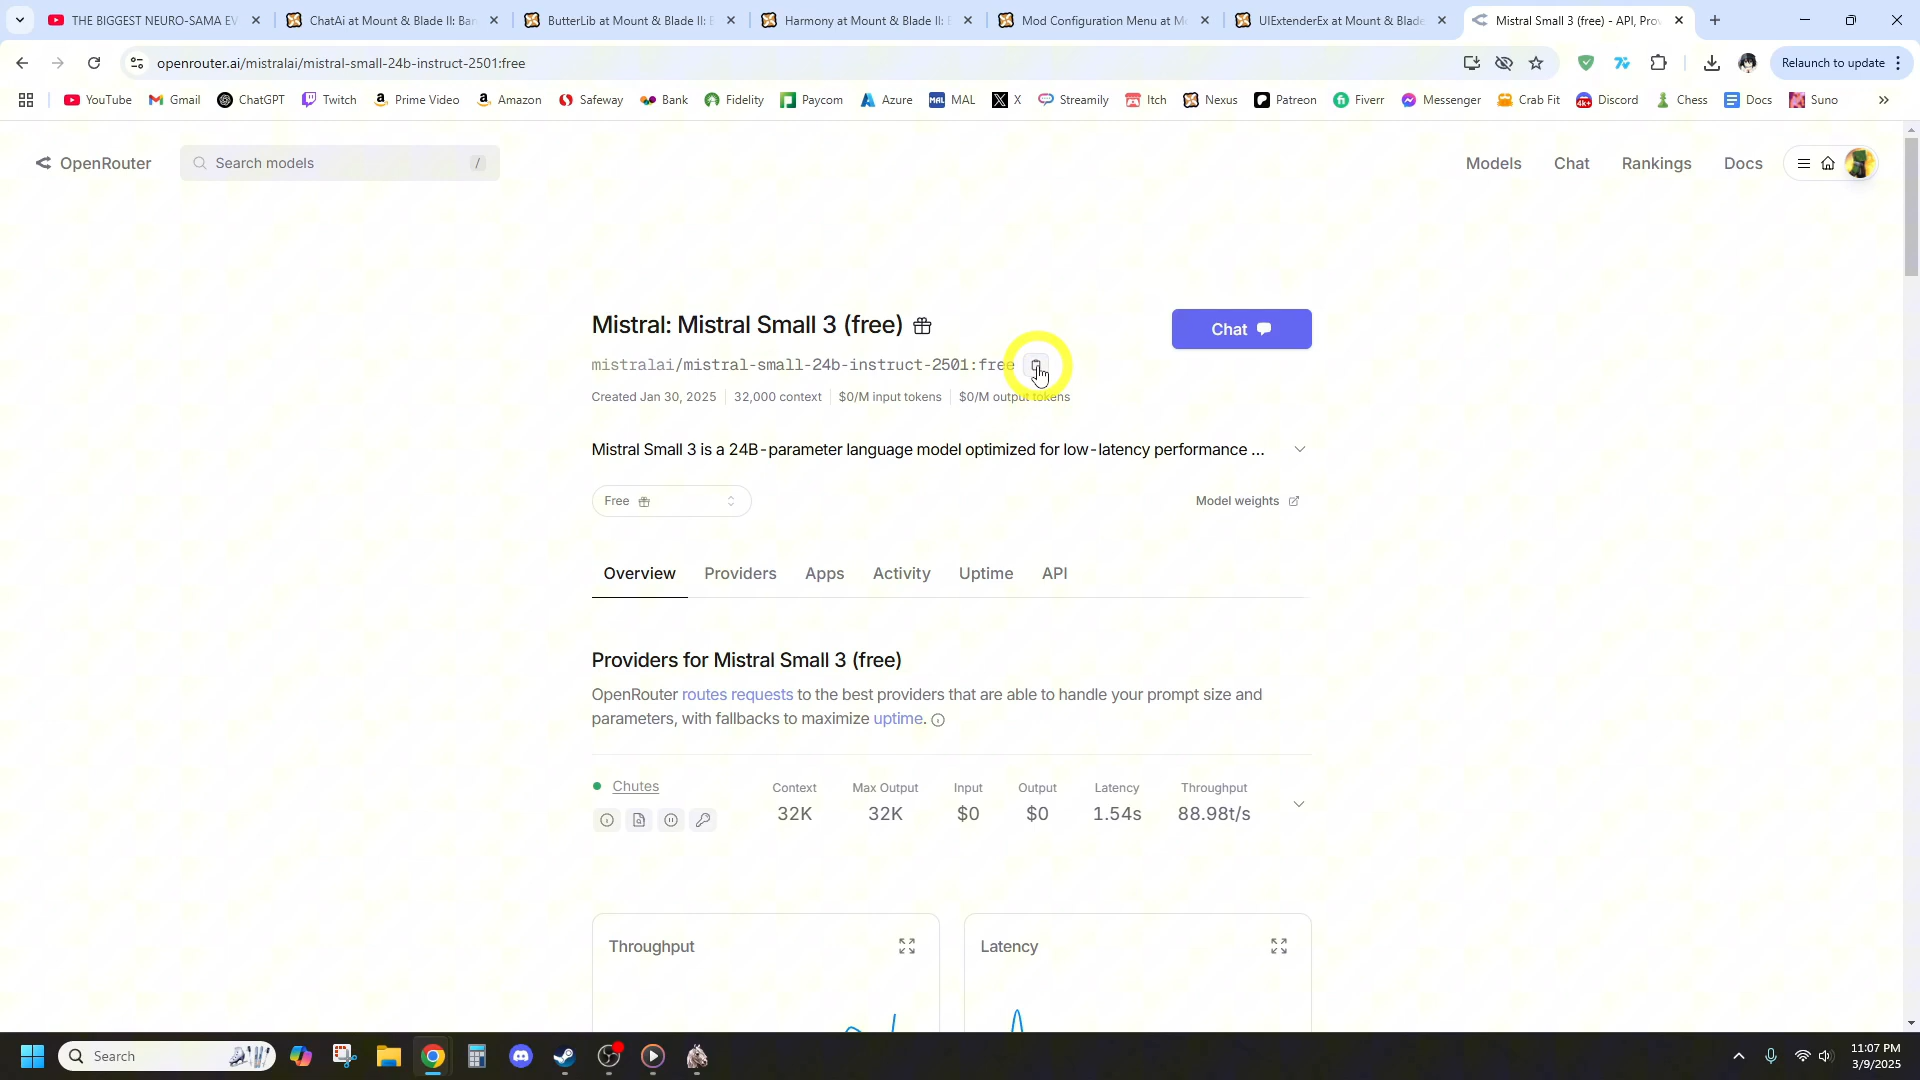 THE BIGGEST NEURO-SAMA EV
ChatAi at Mount & Blade II: Ban
ButterLib at Mount & Blade II: B
Harmony at Mount & Blade II:
Mod Configuration Menu at M
UIExtenderEx at Mount & Blade
Mistral Small 3 (free) - API, Prov
openrouter.ai/mistralai/mistral-small-24b-instruct-2501:free
Relaunch to update
YouTube
Gmail
ChatGPT
Twitch
Prime Video
Amazon
Safeway
Bank
Fidelity
Paycom
Azure
MAL MAL
X
Streamily
Itch
Nexus
Patreon
Fiverr
Messenger
Crab Fit
Discord
Chess
Docs
Suno
OpenRouter
Search models
/
Models
Chat
Rankings
Docs
Mistral: Mistral Small 3 (free)
Chat
mistralai/mistral-small-24b-instruct-2501:free
Created Jan 30, 2025
32,000 context
$0/M input tokens
$0/M output tokens
Mistral Small 3 is a 24B-parameter language model optimized for low-latency performance ...
Free
Model weights
Overview
Providers
Apps
Activity
Uptime
API
Providers for Mistral Small 3 (free)
OpenRouter routes requests to the best providers that are able to handle your prompt size and
parameters, with fallbacks to maximize uptime.
Chutes
Context
Max Output
Input
Output
Latency
Throughput
32K
32K
$0
$0
1.54s
88.98t/s
Throughput
Latency
Search
11:07 PM
3/9/2025